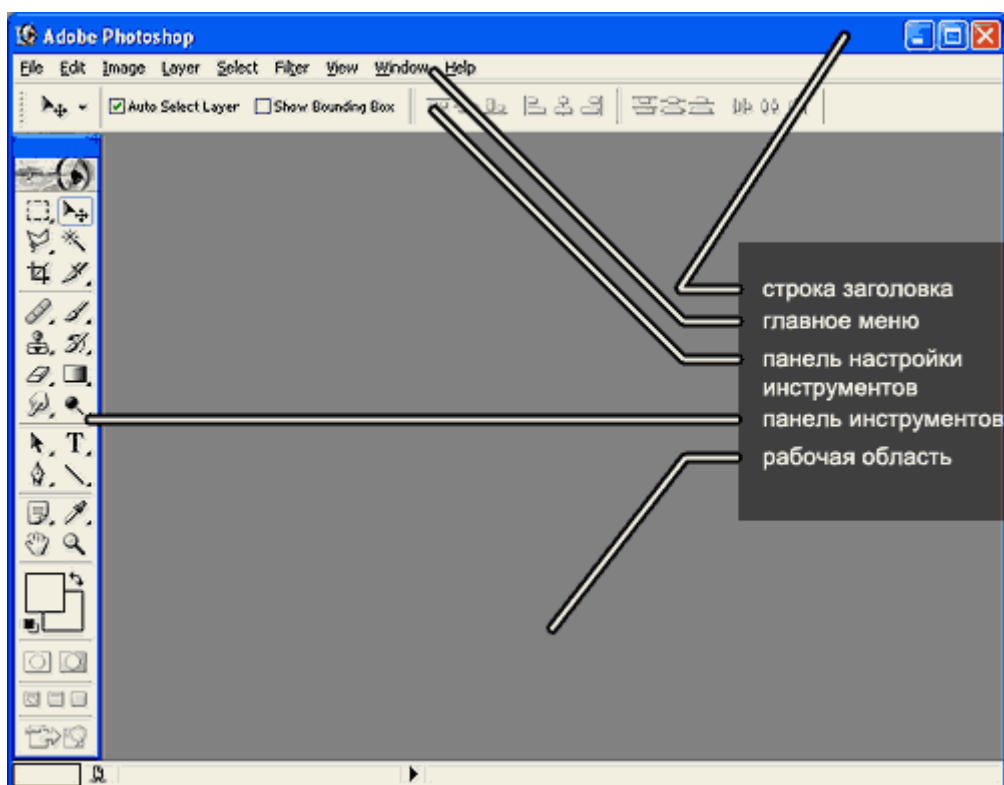 Adobe Photoshop
File Edit Image Layer Select Filter View Window Help
Auto Select Layer Show Bounding Box
строка заголовка
главное меню
панель настройки
инструментов
панель инструментов
рабочая область